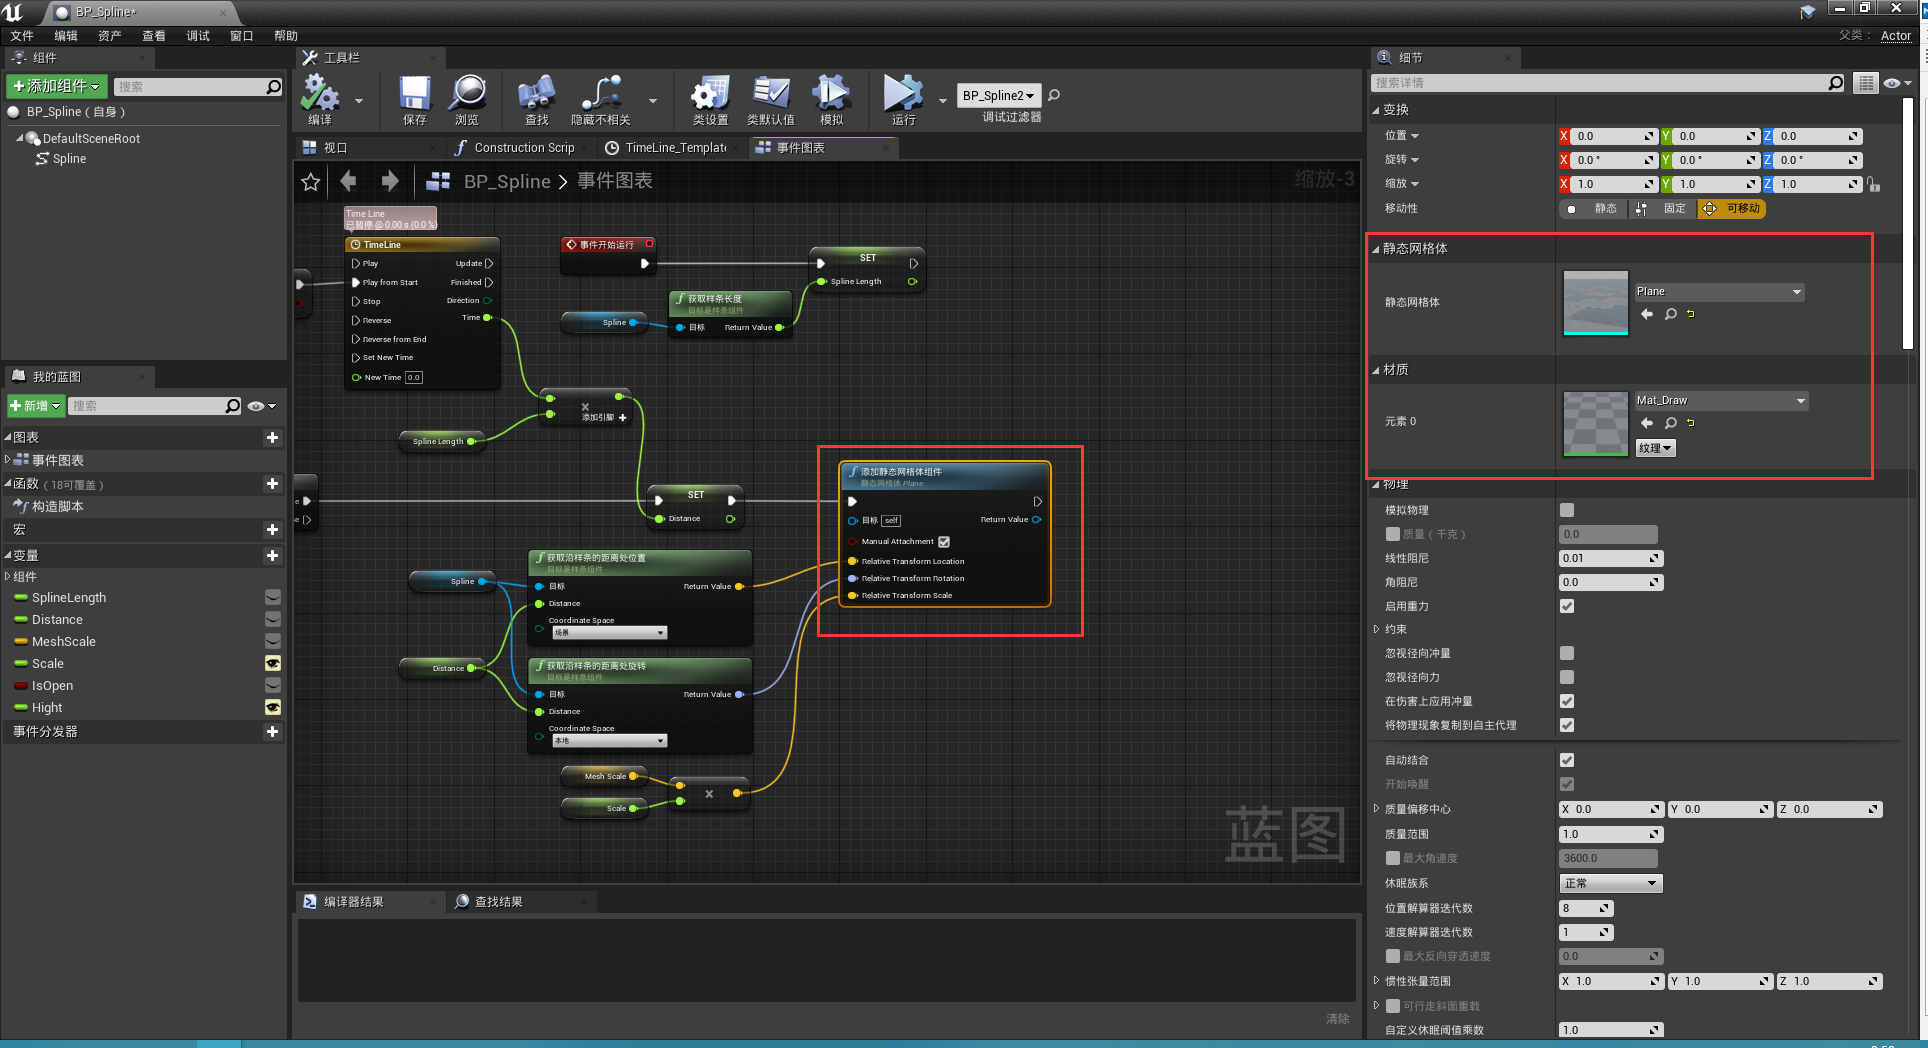 BP_Spline*
文件 编辑 资产 查看 调试 窗口 帮助
父类： Actor
组件
添加组件
搜索
BP_Spline（自身）
DefaultSceneRoot
Spline
我的蓝图
新增
搜索
图表
事件图表
函数 （18可覆盖）
构造脚本
宏
变量
组件
SplineLength
Distance
MeshScale
Scale
IsOpen
Hight
事件分发器
工具栏
编译
保存
浏览
查找
隐藏不相关
类设置
类默认值
模拟
运行
BP_Spline2
调试过滤器
视口
Construction Scrip
TimeLine_Template
事件图表
BP_Spline > 事件图表
缩放-3
Time Line
已暂停 @ 0.00 s (0.0 %)
TimeLine
Play
Update
Play from Start
Finished
Stop
Direction
Reverse
Time
Reverse from End
Set New Time
New Time 0.0
事件开始运行
SET
Spline Length
获取样条长度
目标是样条组件
Spline
目标
Return Value
添加引脚
Spline Length
SET
Distance
添加静态网格体组件
静态网格体 Plane
目标 self
Return Value
Manual Attachment
Relative Transform Location
Relative Transform Rotation
Relative Transform Scale
获取沿样条的距离处位置
目标是样条组件
Spline
目标
Return Value
Distance
Coordinate Space
场景
Distance
获取沿样条的距离处旋转
目标是样条组件
目标
Return Value
Distance
Coordinate Space
本地
Mesh Scale
Scale
蓝图
编译器结果
查找结果
清除
细节
搜索详情
变换
位置 X 0.0 Y 0.0 Z 0.0
旋转 X 0.0 ° Y 0.0 ° Z 0.0 °
缩放 X 1.0 Y 1.0 Z 1.0
移动性 静态 固定 可移动
静态网格体
静态网格体
Plane
材质
元素 0
Mat_Draw
纹理
物理
模拟物理
质量（千克） 0.0
线性阻尼 0.01
角阻尼 0.0
启用重力
约束
忽视径向冲量
忽视径向力
在伤害上应用冲量
将物理现象复制到自主代理
自动结合
开始唤醒
质量偏移中心 X 0.0 Y 0.0 Z 0.0
质量范围 1.0
最大角速度 3600.0
休眠族系 正常
位置解算器迭代数 8
速度解算器迭代数 1
最大反向穿透速度 0.0
惯性张量范围 X 1.0 Y 1.0 Z 1.0
可行走斜面重载
自定义休眠阈值乘数 1.0